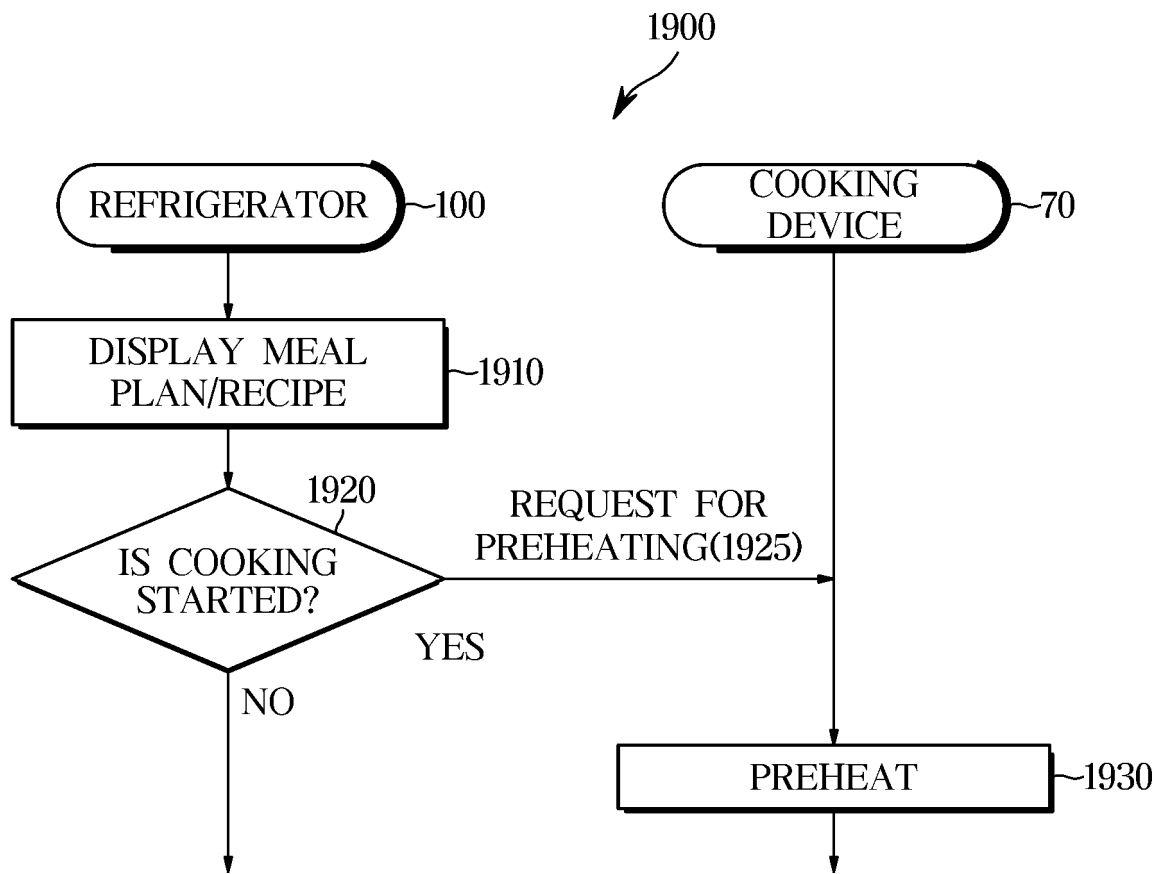 1900
REFRIGERATOR
100
COOKING
DEVICE
70
DISPLAY MEAL
PLAN/RECIPE
1910
1920
IS COOKING
STARTED?
REQUEST FOR
PREHEATING(1925)
YES
NO
PREHEAT
1930